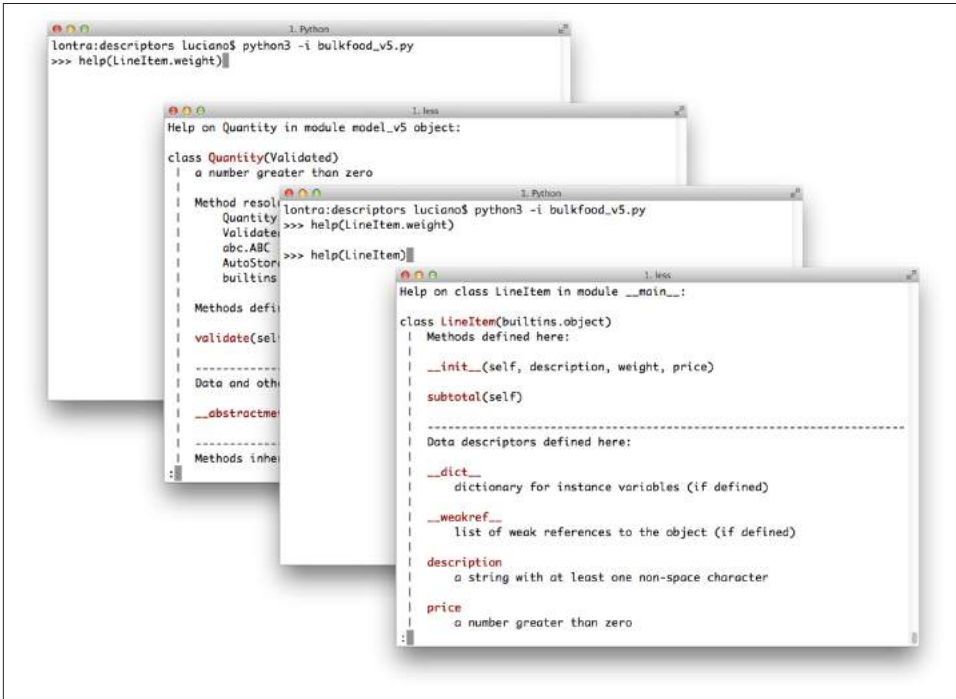 1. Python
lontra:descriptors luciano$ python3 -i bulkfood_v5.py
>>> help(LineItem.weight)
1. less
Help on Quantity in module model_v5 object:
class Quantity(Validated)
| a number greater than zero
|
| Method resol
| Quantity
| Validate
| abc.ABC
| AutoStor
| builtins
|
| Methods defi
|
| validate(sel
|
| ------------
| Data and oth
|
| __abstractme
|
| ------------
| Methods inhe
:
1. Python
lontra:descriptors luciano$ python3 -i bulkfood_v5.py
>>> help(LineItem.weight)
>>> help(LineItem)
1. less
Help on class LineItem in module __main__:
class LineItem(builtins.object)
| Methods defined here:
|
| __init__(self, description, weight, price)
|
| subtotal(self)
|
| ----------------------------------------------------------------------
| Data descriptors defined here:
|
| __dict__
| dictionary for instance variables (if defined)
|
| __weakref__
| list of weak references to the object (if defined)
|
| description
| a string with at least one non-space character
|
| price
| a number greater than zero
: